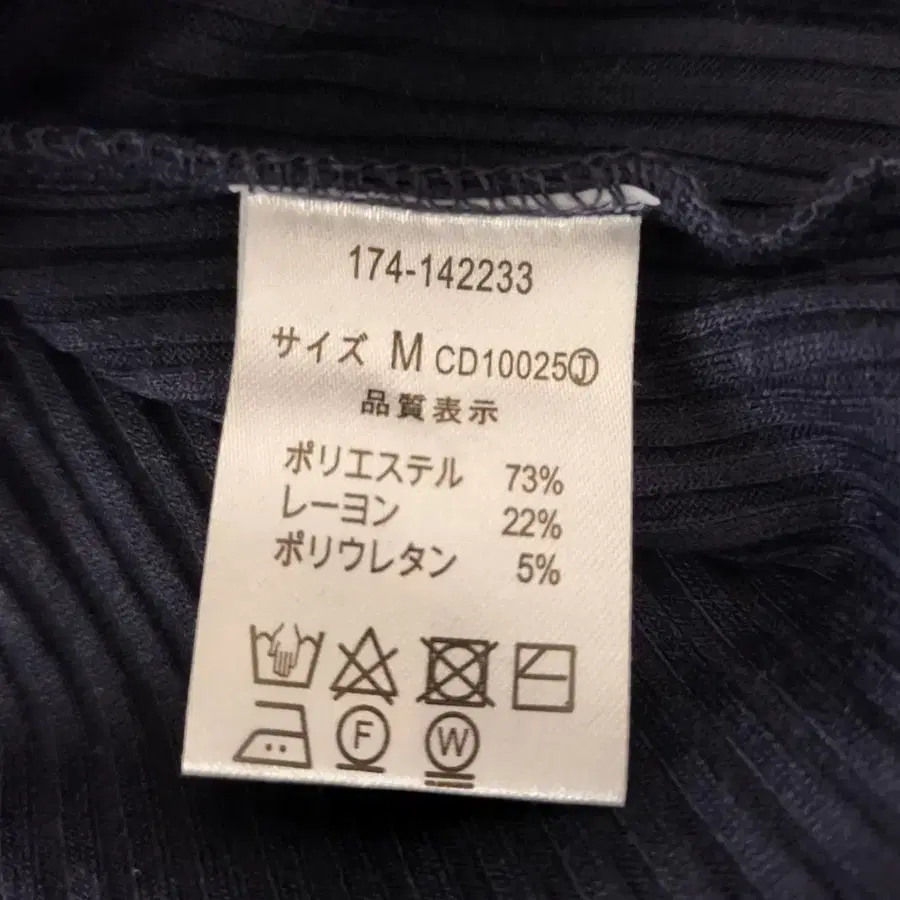 174-142233
サイズ M CD10025Ⓙ
品質表示
ポリエステル 73%
レーヨン 22%
ポリウレタン 5%
F W